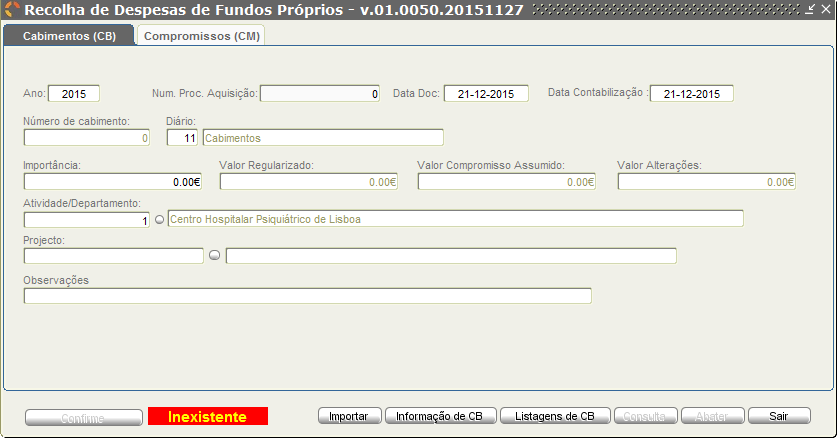 Recolha de Despesas de Fundos Próprios - v.01.0050.20151127
Cabimentos (CB) Compromissos (CM)
Ano: 2015 Num. Proc. Aquisição: 0 Data Doc: 21-12-2015 Data Contabilização : 21-12-2015
Número de cabimento: Diário:
0 11 Cabimentos
Importância: Valor Regularizado: Valor Compromisso Assumido: Valor Alterações:
0.00€ 0.00€ 0.00€ 0.00€
Atividade/Departamento:
1 Centro Hospitalar Psiquiátrico de Lisboa
Projecto:
Observações
Confirme Inexistente Importar Informação de CB Listagens de CB Consulta Abater Sair